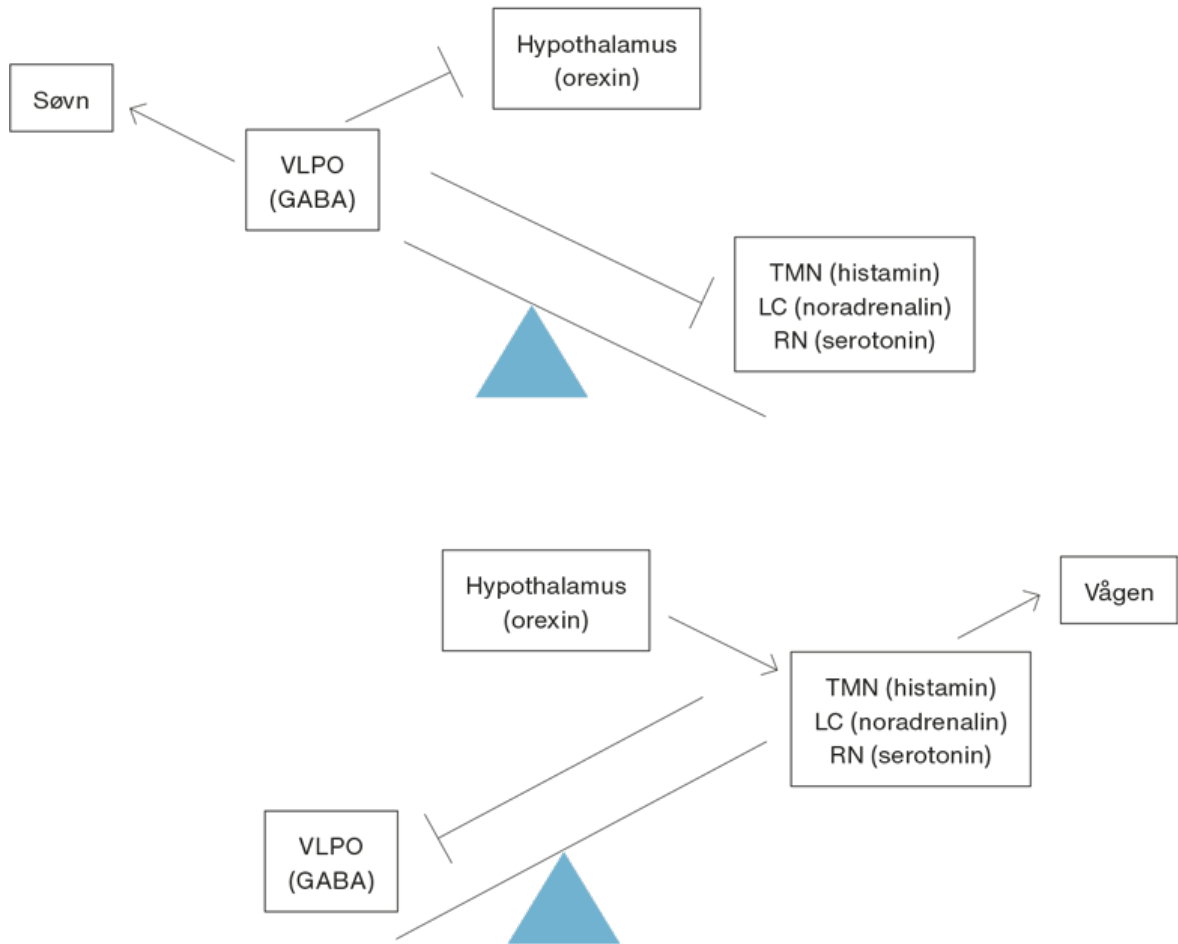 Hypothalamus
(orexin)
Søvn
VLPO
(GABA)
TMN (histamin)
LC (noradrenalin)
RN (serotonin)
Hypothalamus
(orexin)
Vågen
TMN (histamin)
LC (noradrenalin)
RN (serotonin)
VLPO
(GABA)